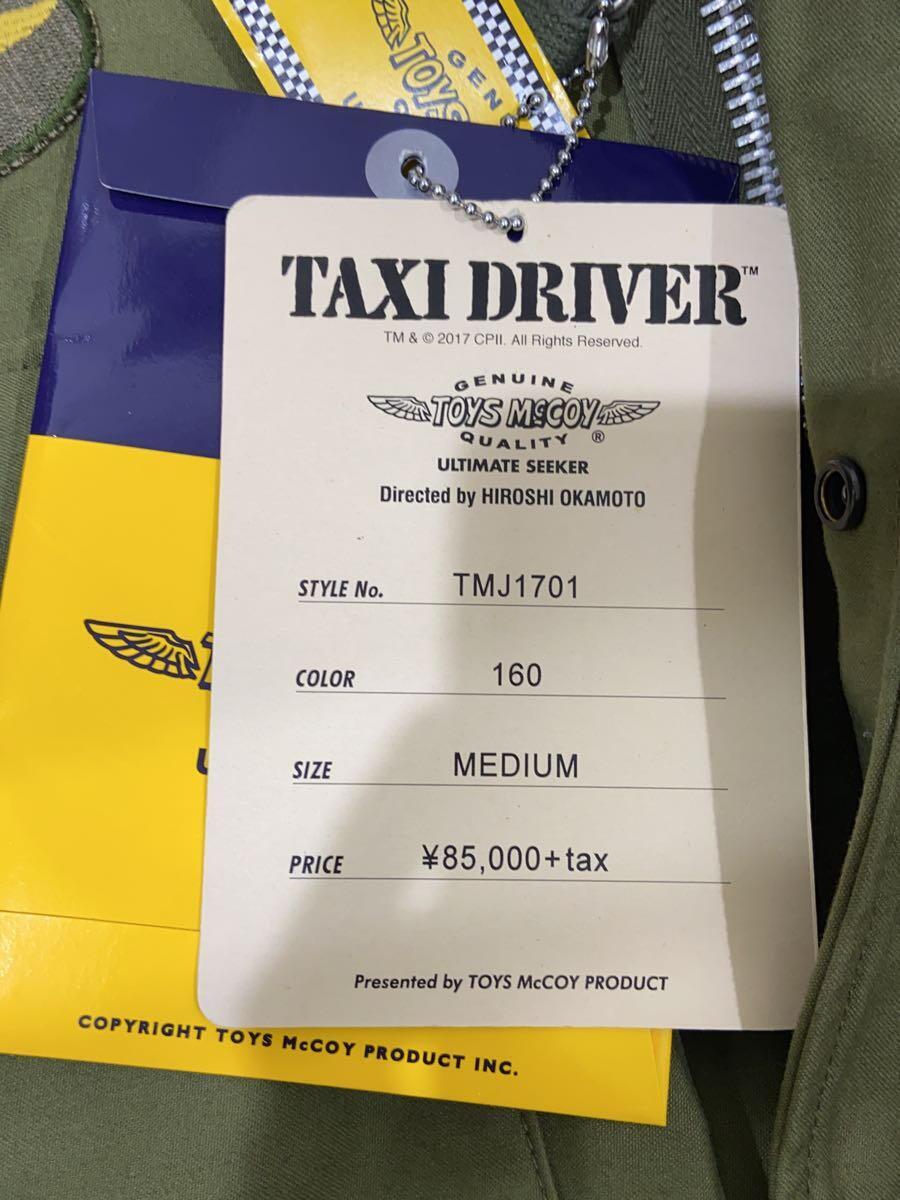 GEN
TOYS
U
TAXI DRIVER™
TM & © 2017 CPII. All Rights Reserved.
GENUINE
TOYS McCOY
QUALITY ®
ULTIMATE SEEKER
Directed by HIROSHI OKAMOTO
STYLE No. TMJ1701
COLOR 160
SIZE MEDIUM
PRICE ¥85,000+tax
Presented by TOYS McCOY PRODUCT
COPYRIGHT TOYS McCOY PRODUCT INC.